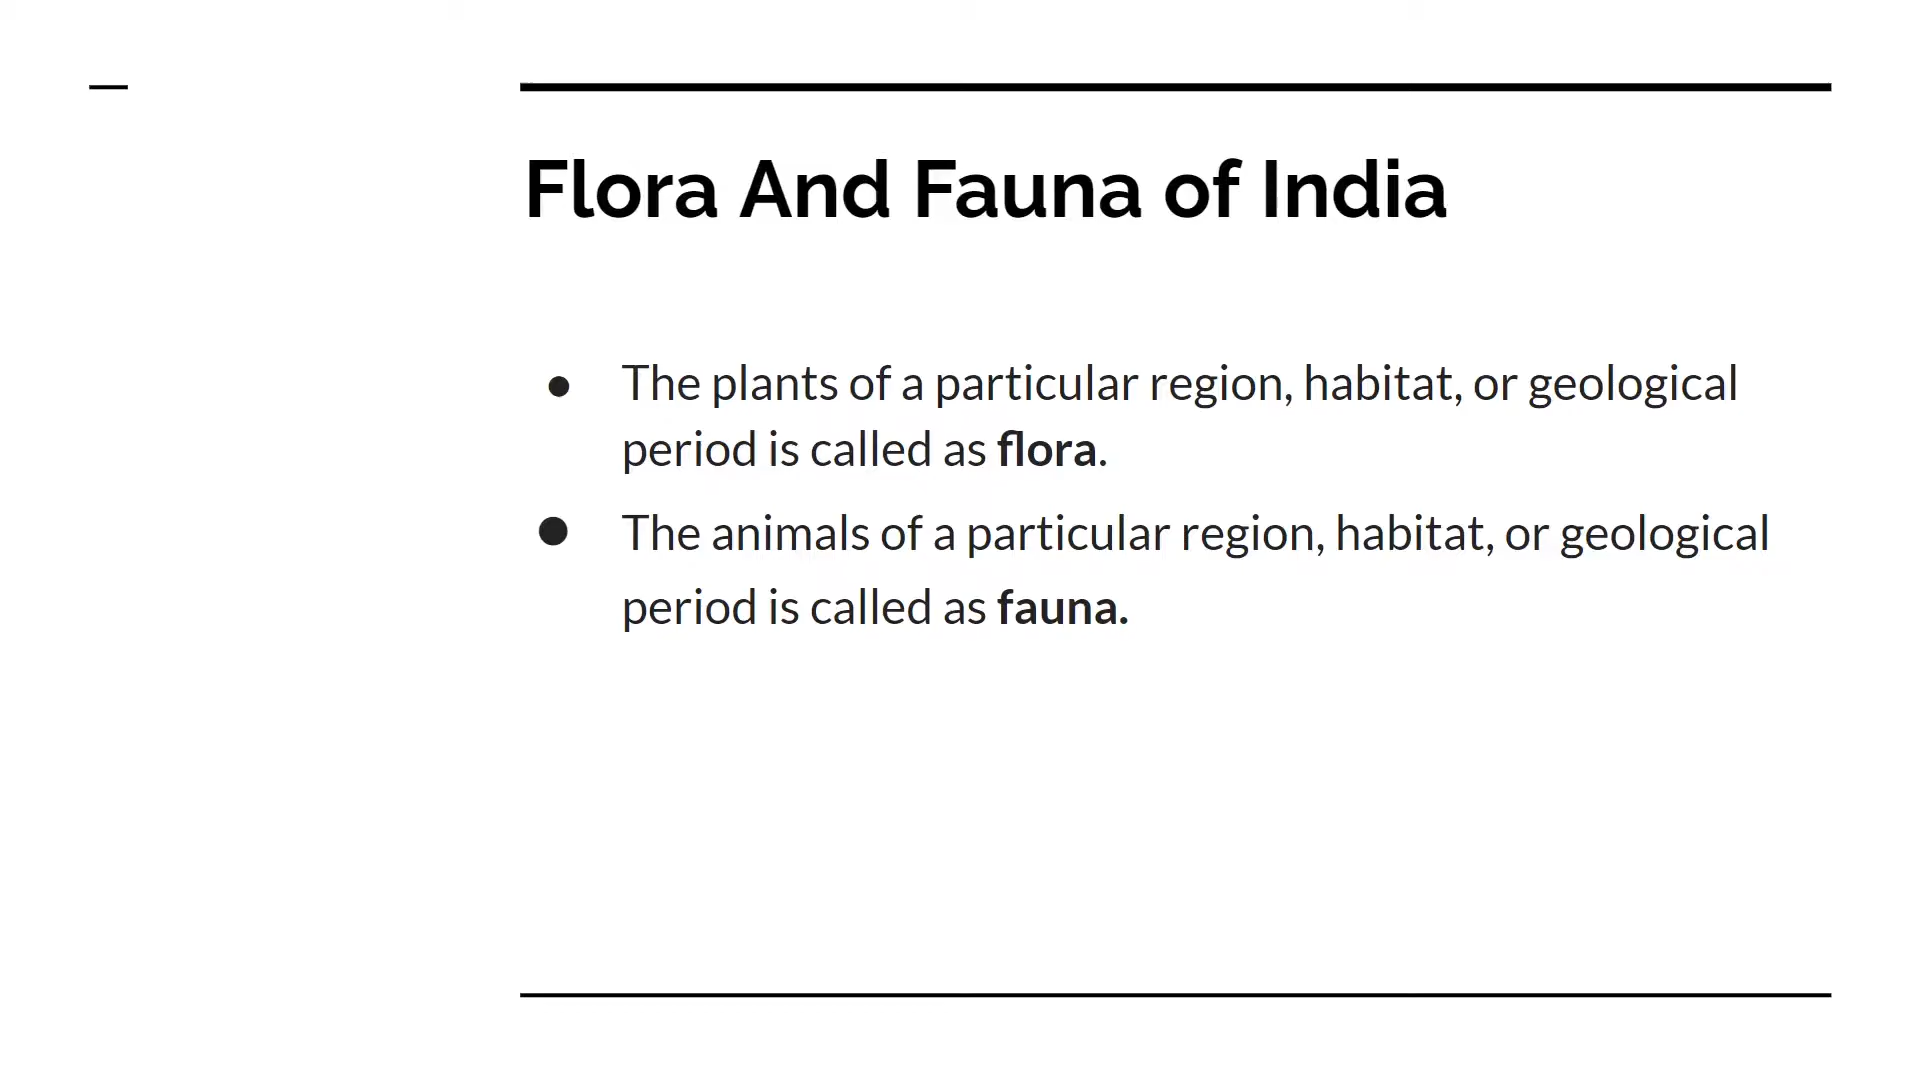 Flora And Fauna of India
● The plants of a particular region, habitat, or geological
period is called as flora.
● The animals of a particular region, habitat, or geological
period is called as fauna.